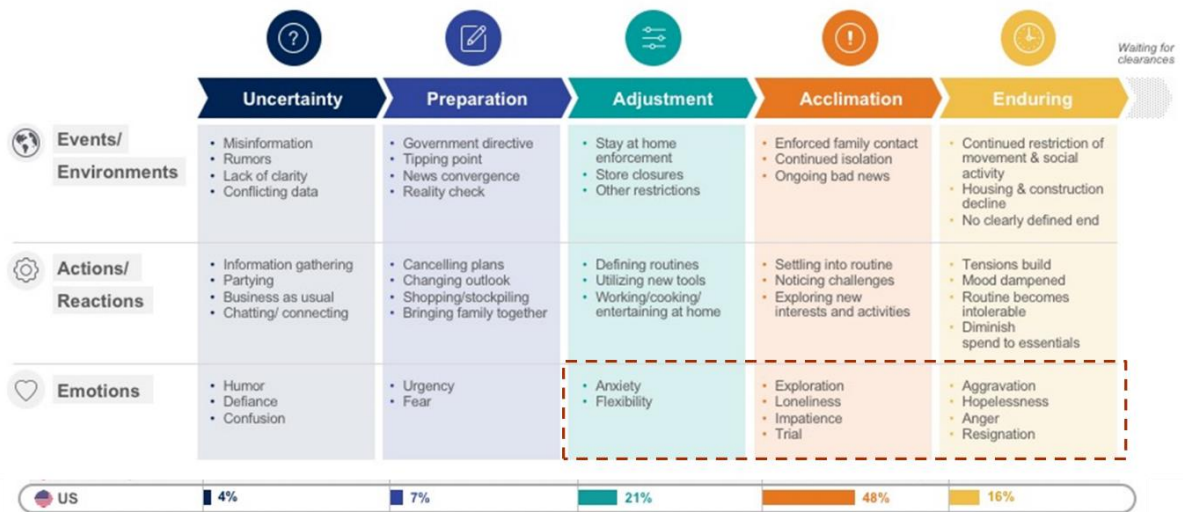 ?
!
Waiting for
clearances
Uncertainty
Preparation
Adjustment
Acclimation
Enduring
Events/
Environments
• Misinformation
• Rumors
• Lack of clarity
• Conflicting data
• Government directive
• Tipping point
• News convergence
• Reality check
• Stay at home
enforcement
• Store closures
• Other restrictions
• Enforced family contact
• Continued isolation
• Ongoing bad news
• Continued restriction of
movement & social
activity
• Housing & construction
decline
• No clearly defined end
Actions/
Reactions
• Information gathering
• Partying
• Business as usual
• Chatting/ connecting
• Cancelling plans
• Changing outlook
• Shopping/stockpiling
• Bringing family together
• Defining routines
• Utilizing new tools
• Working/cooking/
entertaining at home
• Settling into routine
• Noticing challenges
• Exploring new
interests and activities
• Tensions build
• Mood dampened
• Routine becomes
intolerable
• Diminish
spend to essentials
Emotions
• Humor
• Defiance
• Confusion
• Urgency
• Fear
• Anxiety
• Flexibility
• Exploration
• Loneliness
• Impatience
• Trial
• Aggravation
• Hopelessness
• Anger
• Resignation
US
4%
7%
21%
48%
16%